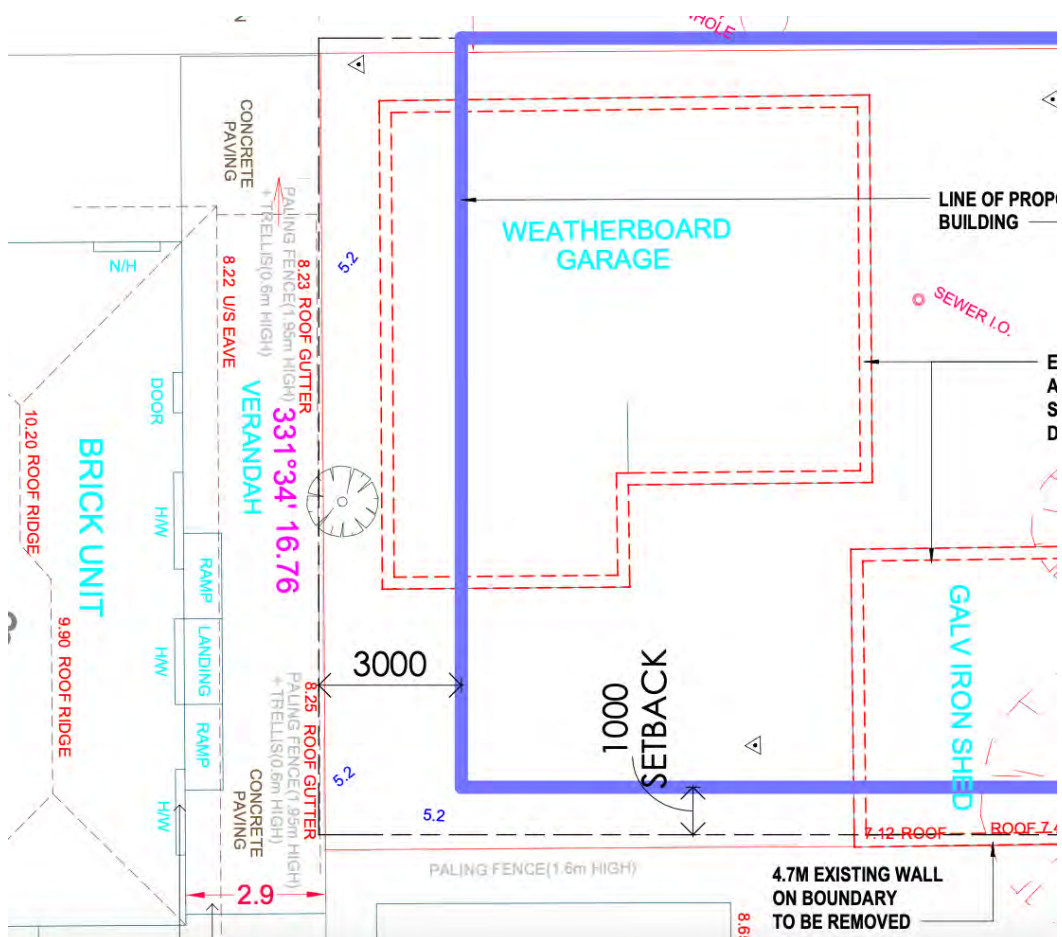 HOLE
CONCRETE
PAVING
PALING FENCE(1.95m HIGH)
+ TRELLIS(0.6m HIGH)
8.23 ROOF GUTTER
8.22 U/S EAVE
N/H
5.2
WEATHERBOARD
GARAGE
LINE OF PROPO
BUILDING
SEWER I.O.
DOOR
VERANDAH
331°34' 16.76
10.20 ROOF RIDGE
BRICK UNIT
H/W
RAMP
LANDING
H/W
RAMP
9.90 ROOF RIDGE
H/W
E
A
S
D
3000
1000
SETBACK
GALV IRON SHED
8.25 ROOF GUTTER
PALING FENCE(1.95m HIGH)
+ TRELLIS(0.6m HIGH)
5.2
5.2
CONCRETE
PAVING
2.9
7.12 ROOF
ROOF 7.4
PALING FENCE(1.6m HIGH)
4.7M EXISTING WALL
ON BOUNDARY
TO BE REMOVED